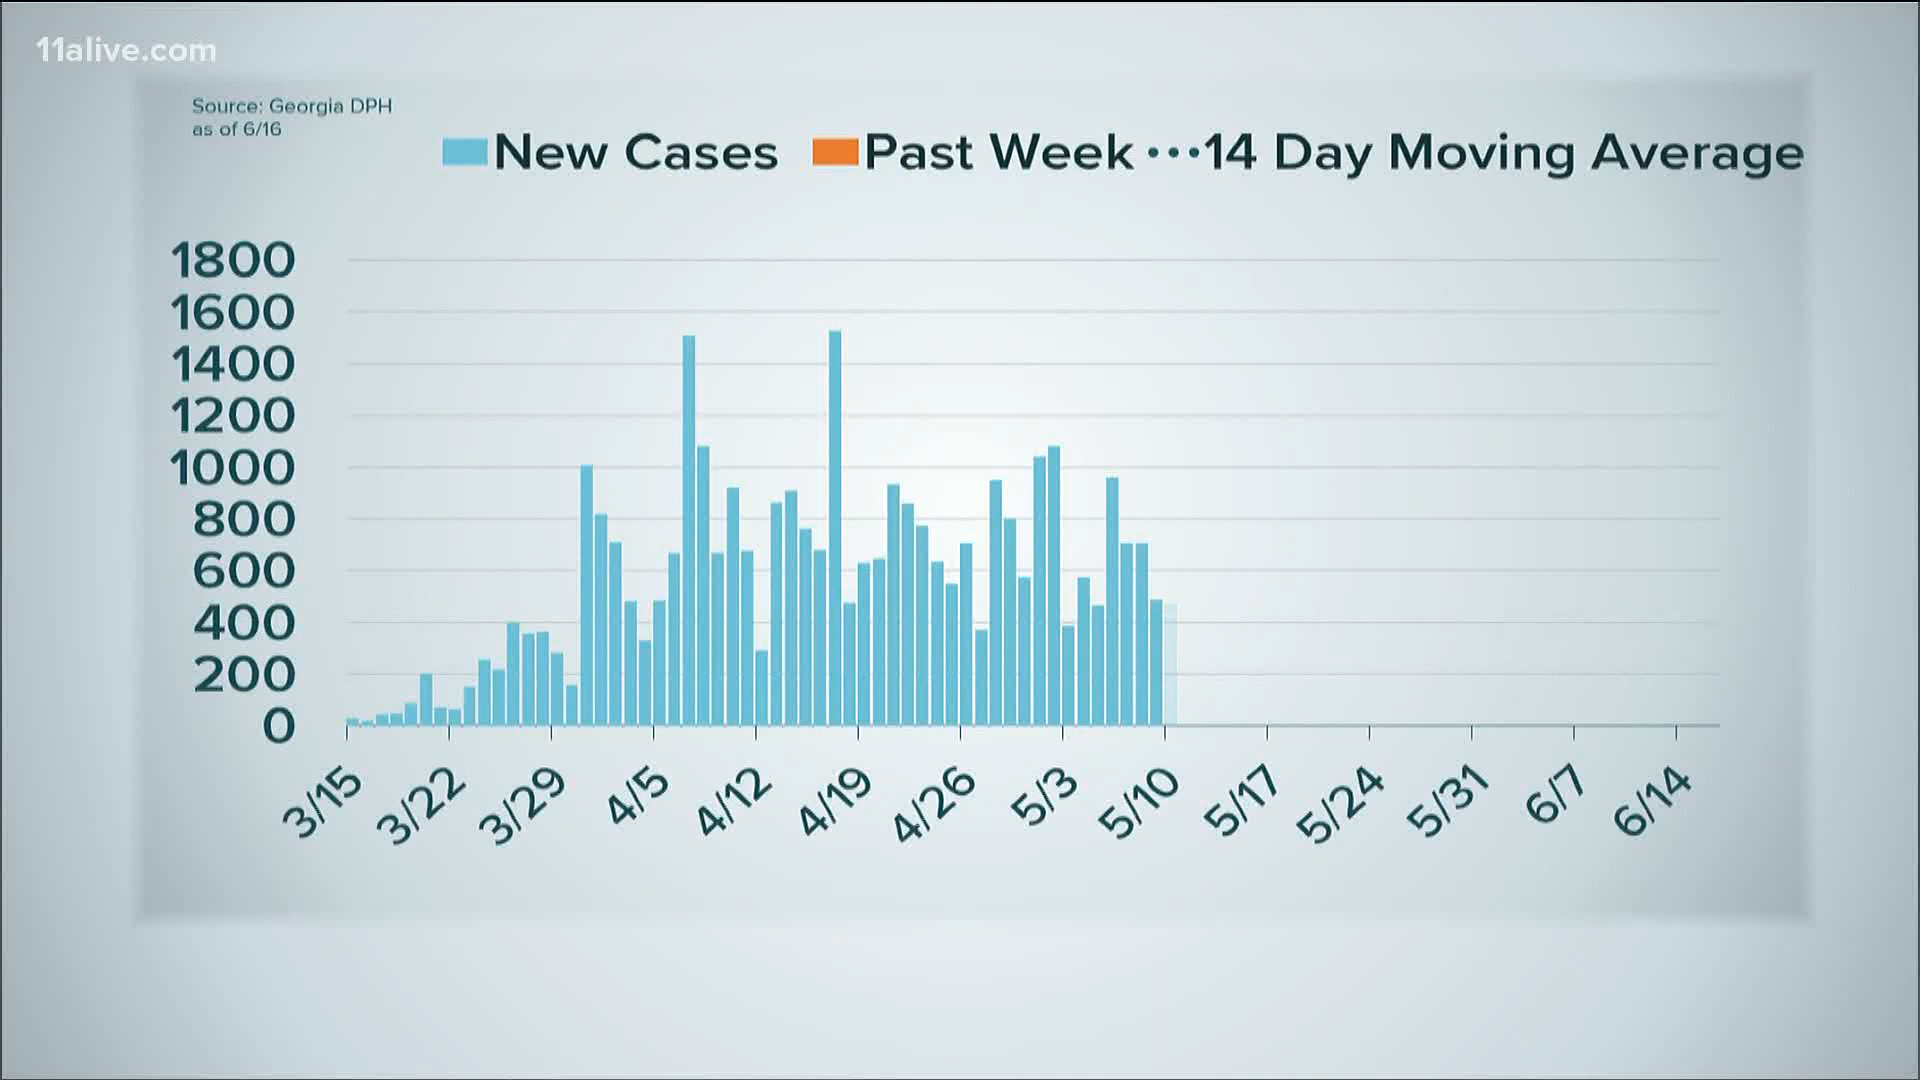 11alive.com
Source: Georgia DPH
as of 6/16
New Cases Past Week 14 Day Moving Average
1800
1600
1400
1200
1000
800
600
400
200
0
3/15 3/22 3/29 4/5 4/12 4/19 4/26 5/3 5/10 5/17 5/24 5/31 6/7 6/14